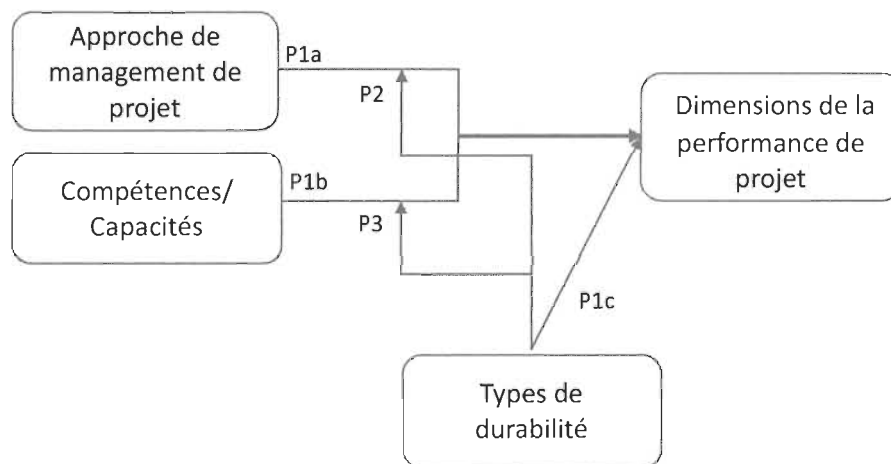 Approche de
management de
projet
P1a
P2
Dimensions de la
performance de
projet
Compétences/
Capacités
P1b
P3
P1c
Types de
durabilité